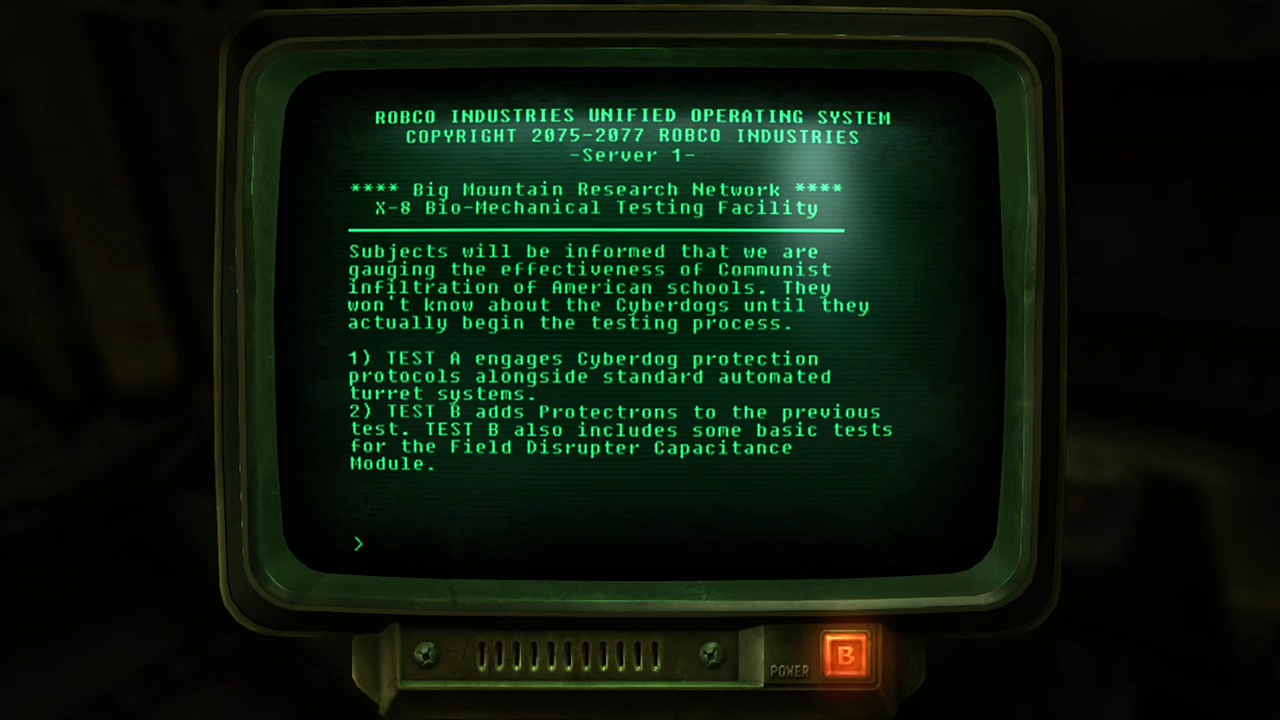 ROBCO INDUSTRIES UNIFIED OPERATING SYSTEM
COPYRIGHT 2075-2077 ROBCO INDUSTRIES
-Server 1-
**** Big Mountain Research Network ****
X-8 Bio-Mechanical Testing Facility
Subjects will be informed that we are
gauging the effectiveness of Communist
infiltration of American schools. They
won't know about the Cyberdogs until they
actually begin the testing process.
1) TEST A engages Cyberdog protection
protocols alongside standard automated
turret systems.
2) TEST B adds Protectrons to the previous
test. TEST B also includes some basic tests
for the Field Disrupter Capacitance
Module.
>
POWER B